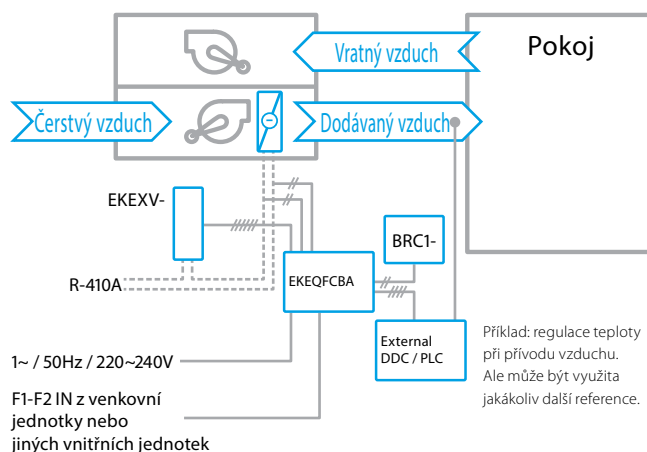 Vratný vzduch
Pokoj
Čerstvý vzduch
Dodávaný vzduch
EKEXV-
BRC1-
R-410A
EKEQFCBA
External
DDC / PLC
Příklad: regulace teploty
při přívodu vzduchu.
Ale může být využita
jakákoliv další reference.
1~ / 50Hz / 220~240V
F1-F2 IN z venkovní
jednotky nebo
jiných vnitřních jednotek